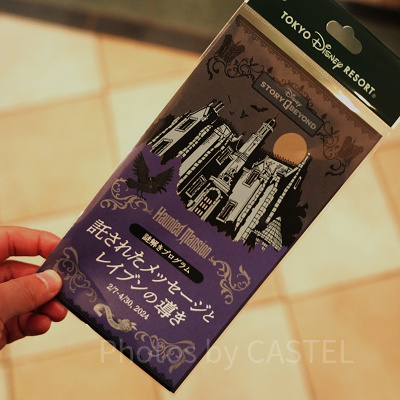 TOKYO Disney RESORT®
Disney
STORY BEYOND
Haunted Mansion
謎解きプログラム
託されたメッセージと
レイブンの導き
2/7-4/30, 2024
Photos by CASTEL